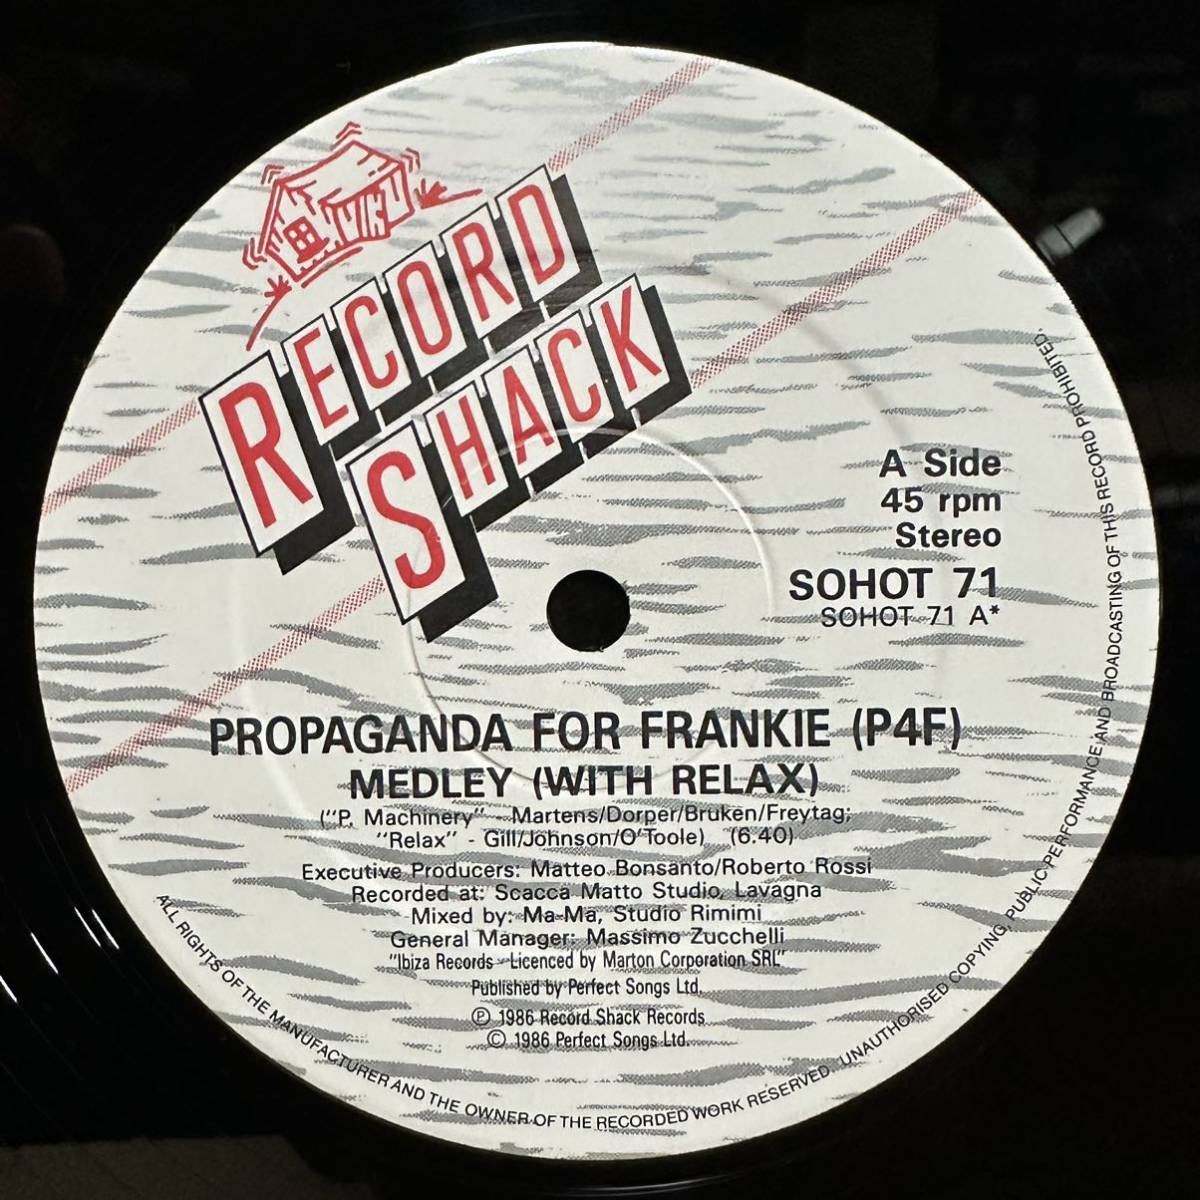 RECORD
SHACK
A Side
45 rpm
Stereo
SOHOT 71
SOHOT 71 A*
PROPAGANDA FOR FRANKIE (P4F)
MEDLEY (WITH RELAX)
("P. Machinery" - Martens/Dorper/Bruken/Freytag;
"Relax" - Gill/Johnson/O'Toole) (6.40)
Executive Producers: Matteo Bonsanto/Roberto Rossi
Recorded at: Scacca Matto Studio, Lavagna
Mixed by: Ma-Ma, Studio Rimimi
General Manager: Massimo Zucchelli
"Ibiza Records - Licenced by Marton Corporation SRL"
Published by Perfect Songs Ltd.
℗ 1986 Record Shack Records
© 1986 Perfect Songs Ltd.
ALL RIGHTS OF THE MANUFACTURER AND THE OWNER OF THE RECORDED WORK RESERVED. UNAUTHORISED COPYING, PUBLIC PERFORMANCE AND BROADCASTING OF THIS RECORD PROHIBITED.